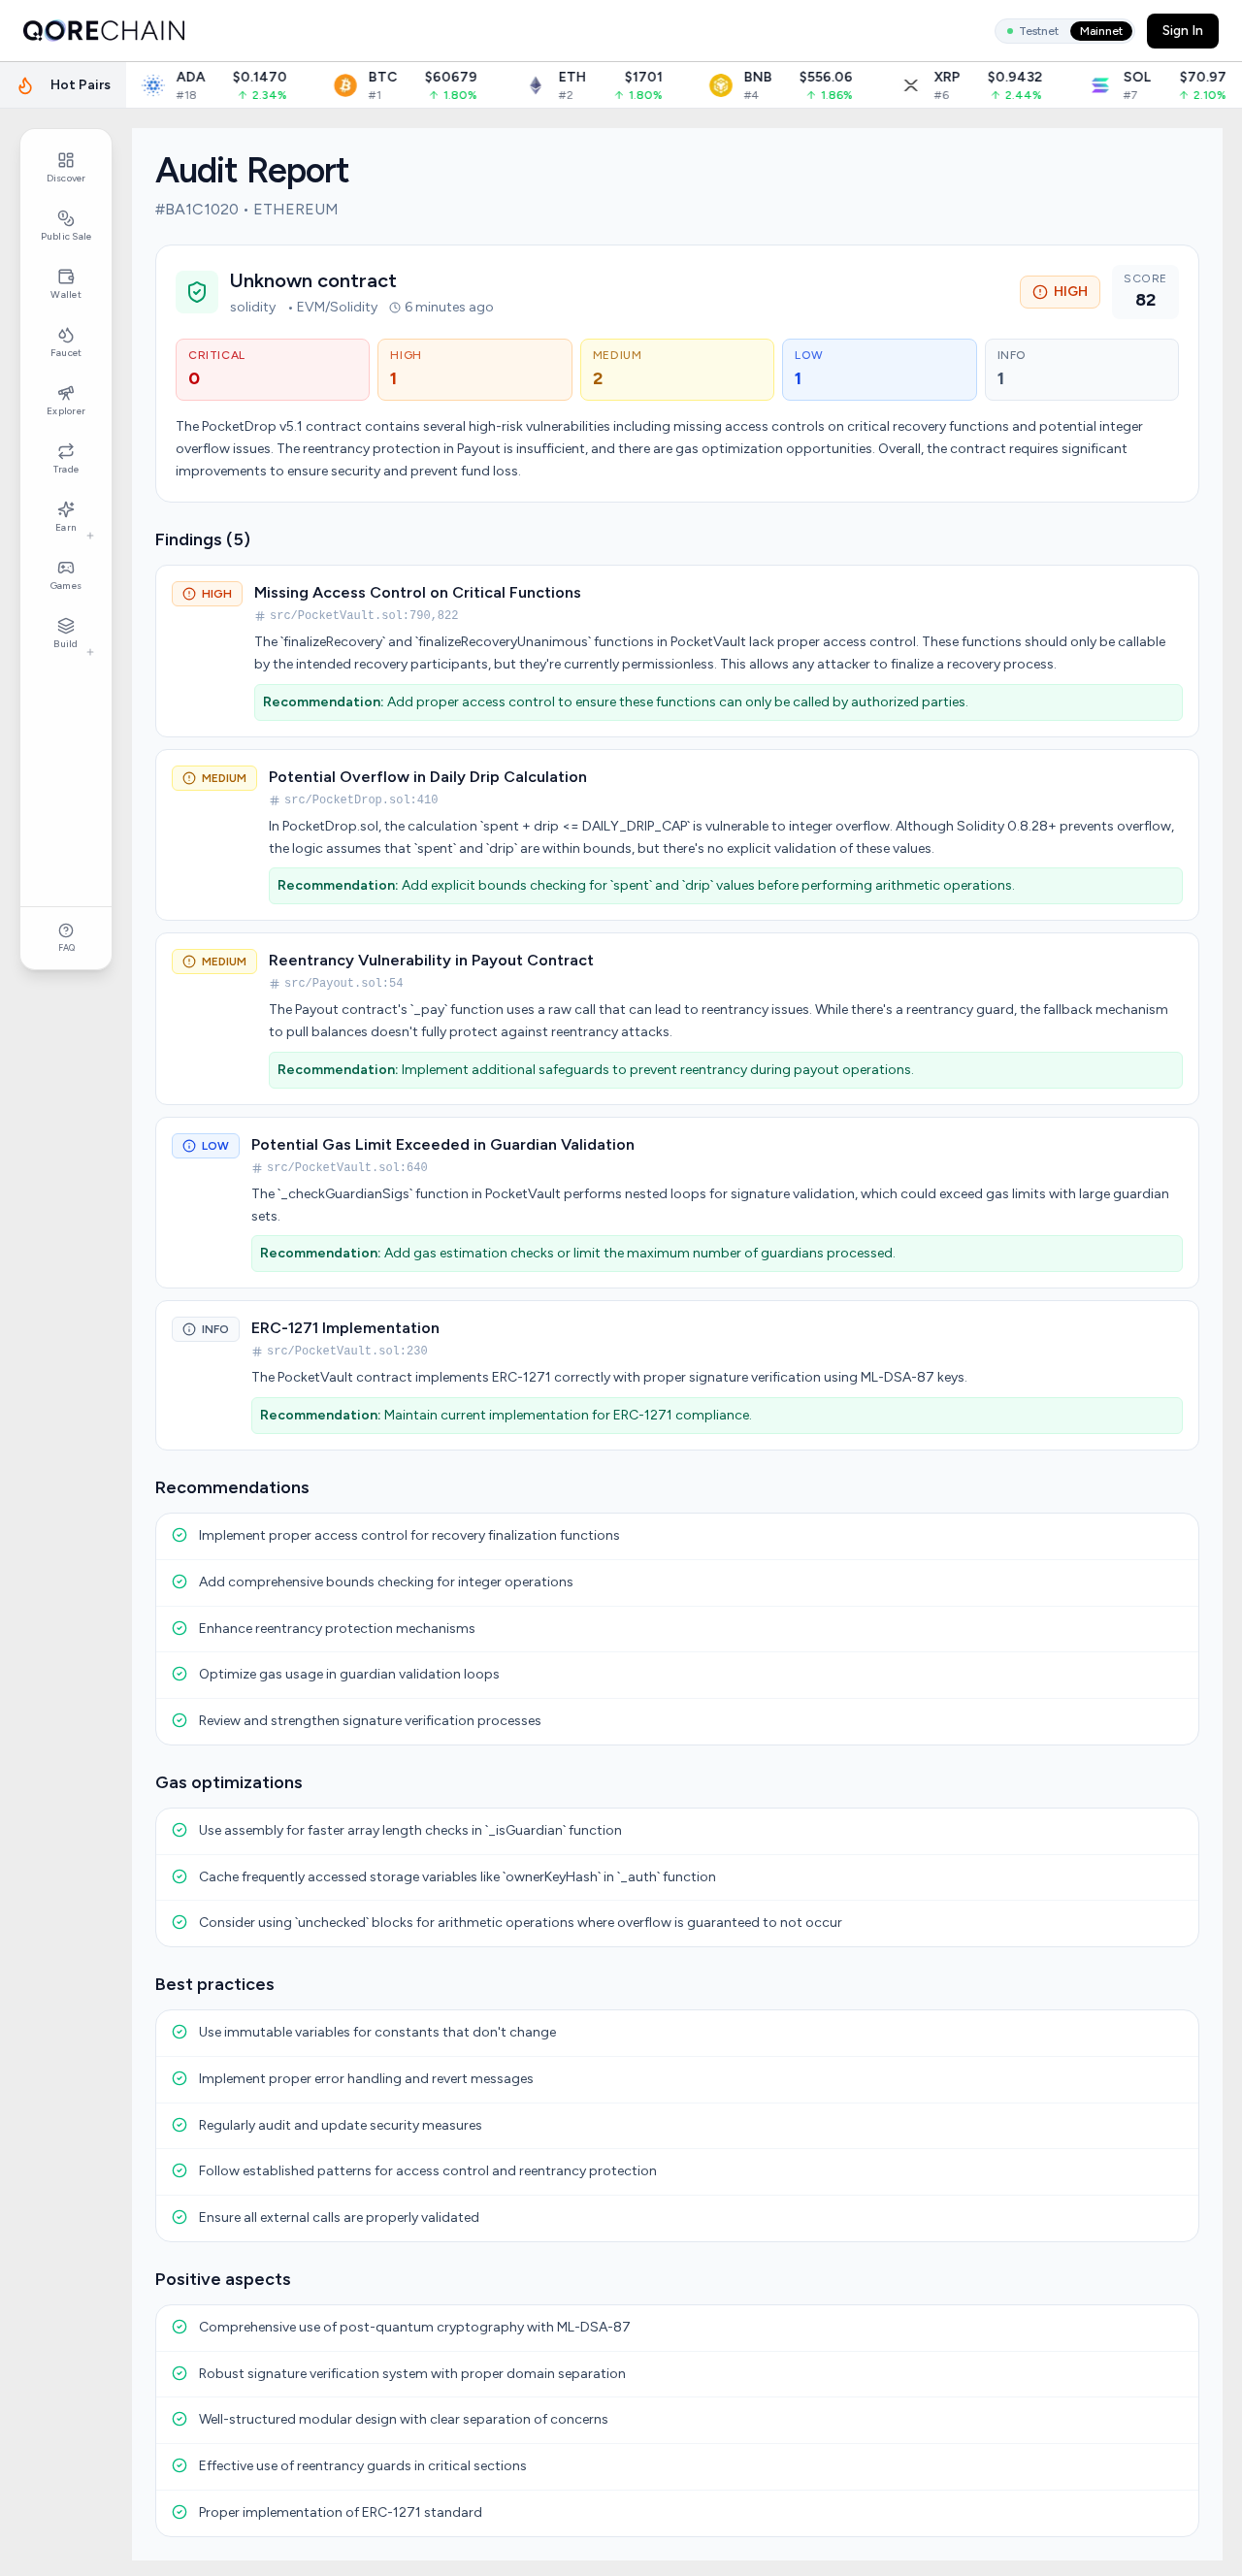 QORECHAIN
Testnet Mainnet Sign In
Hot Pairs
ADA $0.1470
#18 ↑ 2.34%
BTC $60679
#1 ↑ 1.80%
ETH $1701
#2 ↑ 1.80%
BNB $556.06
#4 ↑ 1.86%
XRP $0.9432
#6 ↑ 2.44%
SOL $70.97
#7 ↑ 2.10%
Discover
Public Sale
Wallet
Faucet
Explorer
Trade
Earn
+
Games
Build
+
FAQ
Audit Report
#BA1C1020 • ETHEREUM
Unknown contract
solidity • EVM/Solidity 6 minutes ago
HIGH
SCORE
82
CRITICAL
0
HIGH
1
MEDIUM
2
LOW
1
INFO
1
The PocketDrop v5.1 contract contains several high-risk vulnerabilities including missing access controls on critical recovery functions and potential integer
overflow issues. The reentrancy protection in Payout is insufficient, and there are gas optimization opportunities. Overall, the contract requires significant
improvements to ensure security and prevent fund loss.
Findings (5)
HIGH Missing Access Control on Critical Functions
# src/PocketVault.sol:790,822
The `finalizeRecovery` and `finalizeRecoveryUnanimous` functions in PocketVault lack proper access control. These functions should only be callable
by the intended recovery participants, but they're currently permissionless. This allows any attacker to finalize a recovery process.
Recommendation: Add proper access control to ensure these functions can only be called by authorized parties.
MEDIUM Potential Overflow in Daily Drip Calculation
# src/PocketDrop.sol:410
In PocketDrop.sol, the calculation `spent + drip <= DAILY_DRIP_CAP` is vulnerable to integer overflow. Although Solidity 0.8.28+ prevents overflow,
the logic assumes that `spent` and `drip` are within bounds, but there's no explicit validation of these values.
Recommendation: Add explicit bounds checking for `spent` and `drip` values before performing arithmetic operations.
MEDIUM Reentrancy Vulnerability in Payout Contract
# src/Payout.sol:54
The Payout contract's `_pay` function uses a raw call that can lead to reentrancy issues. While there's a reentrancy guard, the fallback mechanism
to pull balances doesn't fully protect against reentrancy attacks.
Recommendation: Implement additional safeguards to prevent reentrancy during payout operations.
LOW Potential Gas Limit Exceeded in Guardian Validation
# src/PocketVault.sol:640
The `_checkGuardianSigs` function in PocketVault performs nested loops for signature validation, which could exceed gas limits with large guardian
sets.
Recommendation: Add gas estimation checks or limit the maximum number of guardians processed.
INFO ERC-1271 Implementation
# src/PocketVault.sol:230
The PocketVault contract implements ERC-1271 correctly with proper signature verification using ML-DSA-87 keys.
Recommendation: Maintain current implementation for ERC-1271 compliance.
Recommendations
Implement proper access control for recovery finalization functions
Add comprehensive bounds checking for integer operations
Enhance reentrancy protection mechanisms
Optimize gas usage in guardian validation loops
Review and strengthen signature verification processes
Gas optimizations
Use assembly for faster array length checks in `_isGuardian` function
Cache frequently accessed storage variables like `ownerKeyHash` in `_auth` function
Consider using `unchecked` blocks for arithmetic operations where overflow is guaranteed to not occur
Best practices
Use immutable variables for constants that don't change
Implement proper error handling and revert messages
Regularly audit and update security measures
Follow established patterns for access control and reentrancy protection
Ensure all external calls are properly validated
Positive aspects
Comprehensive use of post-quantum cryptography with ML-DSA-87
Robust signature verification system with proper domain separation
Well-structured modular design with clear separation of concerns
Effective use of reentrancy guards in critical sections
Proper implementation of ERC-1271 standard